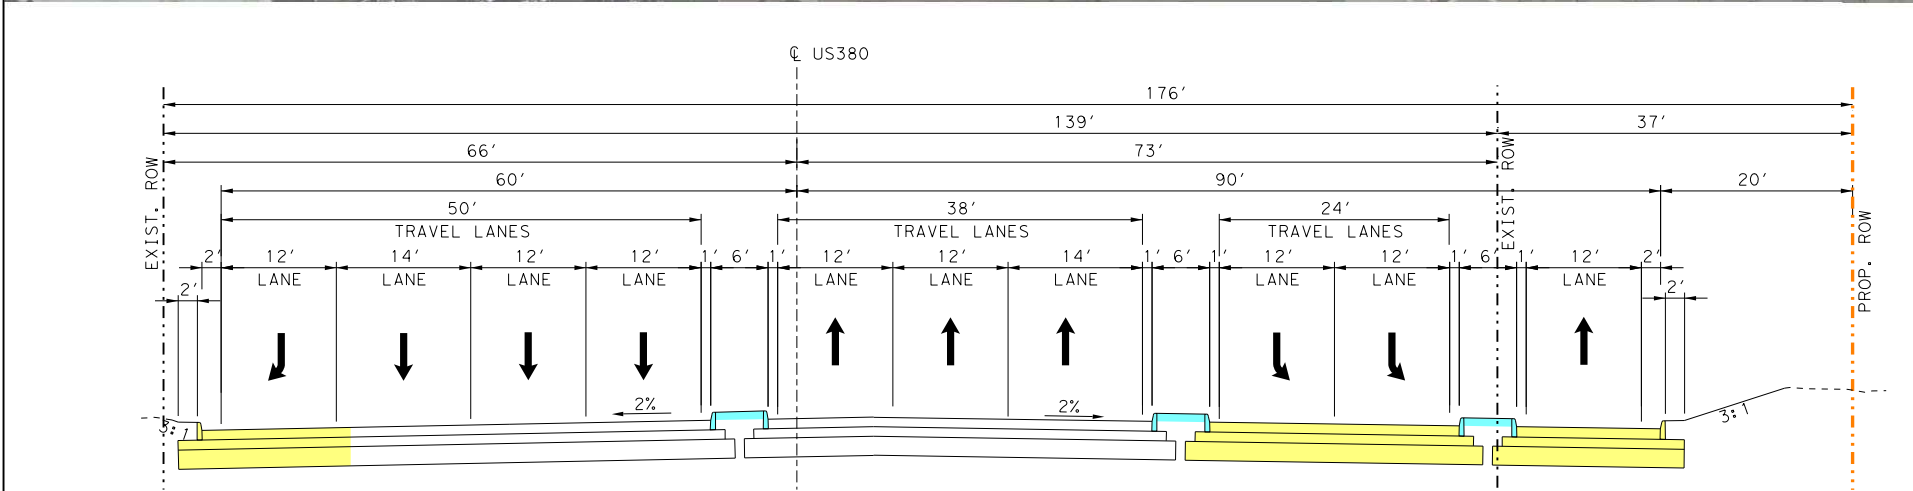 ℄ US380
176'
139' 37'
66' 73'
60' 90' 20'
50' 38' 24'
TRAVEL LANES TRAVEL LANES TRAVEL LANES
2' 12' 14' 12' 12' 1' 6' 1' 12' 12' 14' 1' 6' 1' 12' 12' 1' 6' 1' 12' 2'
LANE LANE LANE LANE LANE LANE LANE LANE LANE LANE
2' 2'
EXIST. ROW
EXIST. ROW
PROP. ROW
2% 2%
3:1 3:1